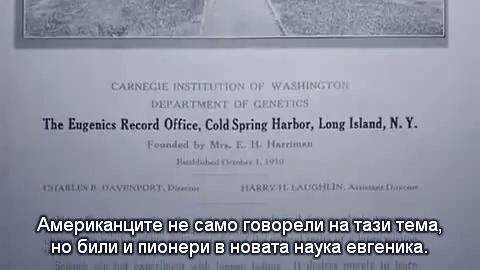 CARNEGIE INSTITUTION OF WASHINGTON
DEPARTMENT OF GENETICS
The Eugenics Record Office, Cold Spring Harbor, Long Island, N. Y.
Founded by Mrs. E. H. Harriman
Established October 1, 1910
CHARLES B. DAVENPORT, Director HARRY H. LAUGHLIN, Assistant Director
Американците не само говорели на тази тема,
но били и пионери в новата наука евгеника.